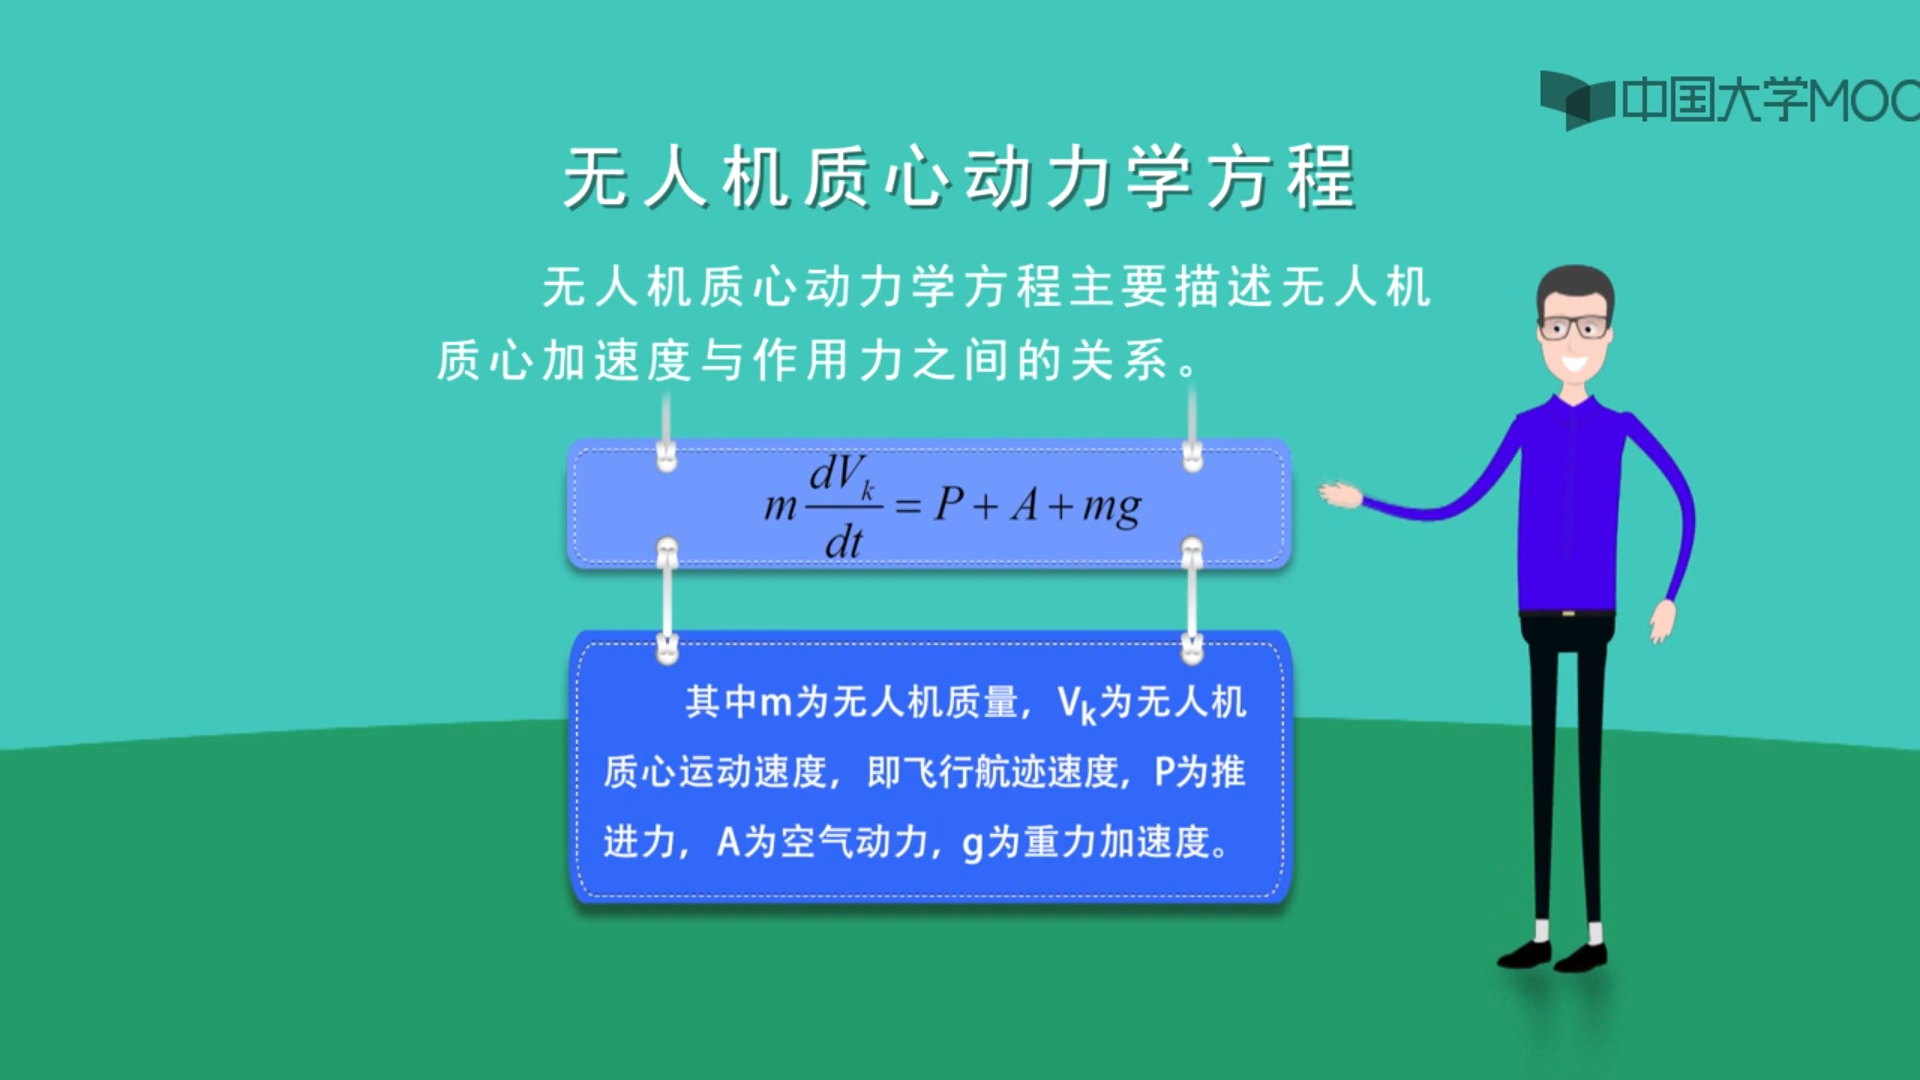 中国大学MOO
无人机质心动力学方程
无人机质心动力学方程主要描述无人机
质心加速度与作用力之间的关系。
m dV_k/dt = P + A + mg
其中m为无人机质量，V_k为无人机
质心运动速度，即飞行航迹速度，P为推
进力，A为空气动力，g为重力加速度。